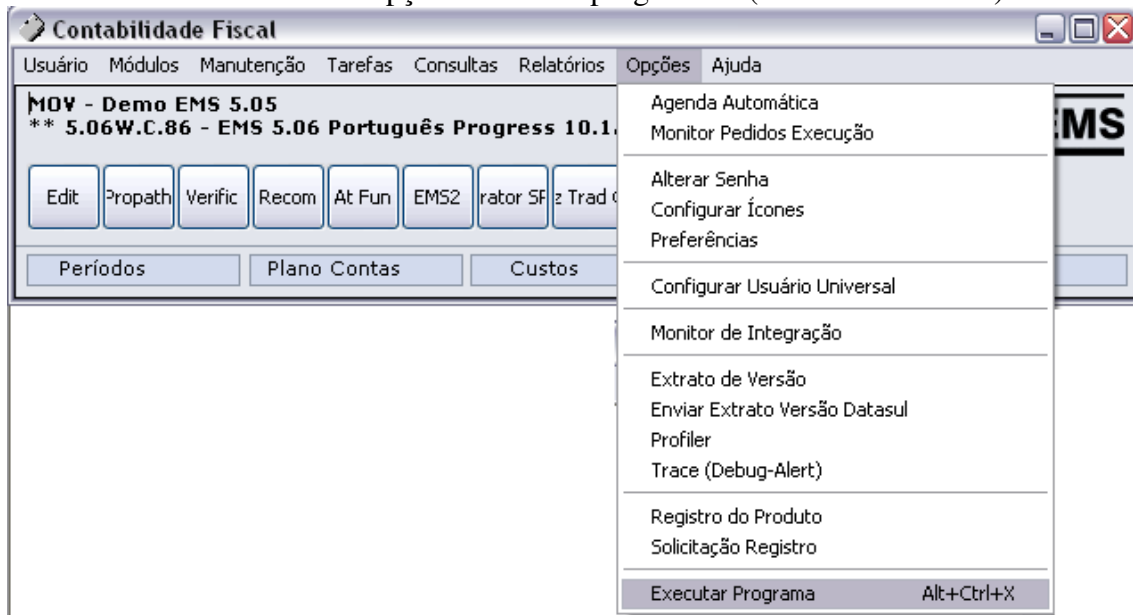 Contabilidade Fiscal
Usuário Módulos Manutenção Tarefas Consultas Relatórios Opções Ajuda
MOV - Demo EMS 5.05
** 5.06W.C.86 - EMS 5.06 Português Progress 10.1.
Edit Propath Verific Recom At Fun EMS2 rator SF z Trad
Períodos Plano Contas Custos
Agenda Automática
Monitor Pedidos Execução
Alterar Senha
Configurar Ícones
Preferências
Configurar Usuário Universal
Monitor de Integração
Extrato de Versão
Enviar Extrato Versão Datasul
Profiler
Trace (Debug-Alert)
Registro do Produto
Solicitação Registro
Executar Programa Alt+Ctrl+X
EMS